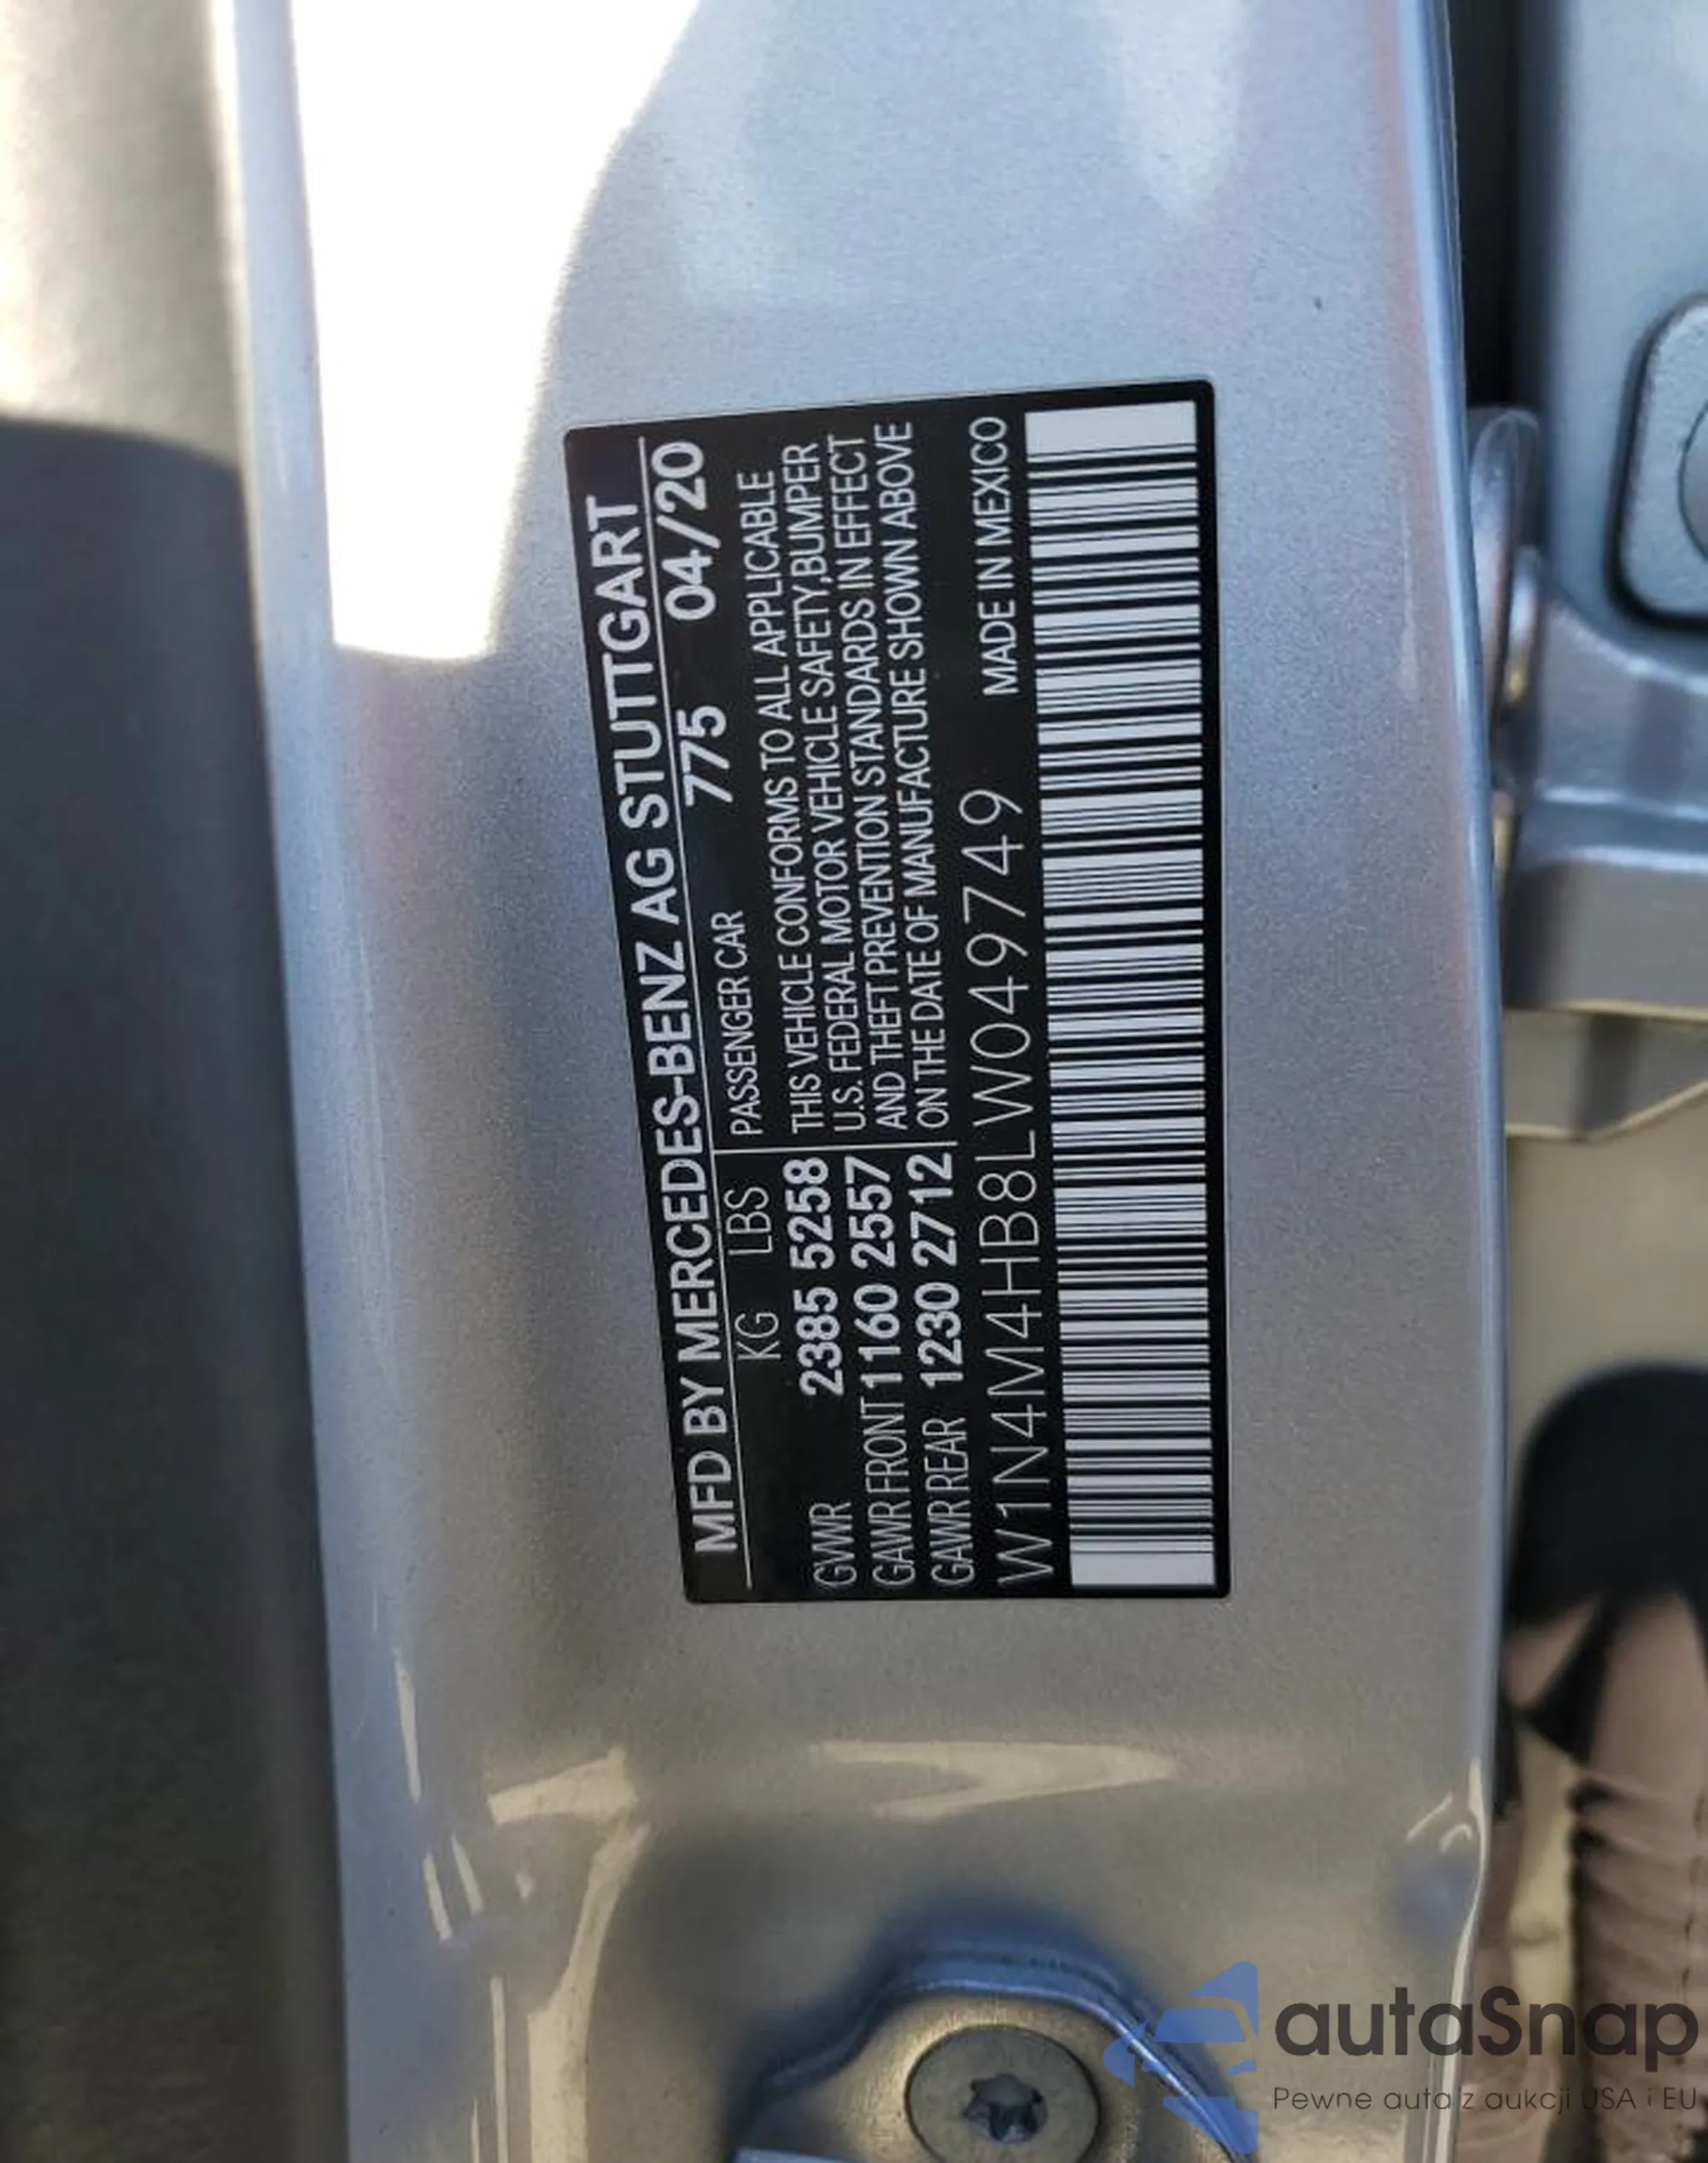 MFD BY MERCEDES-BENZ AG STUTTGART
KG LBS PASSENGER CAR 775 04/20
GVWR 2385 5258 THIS VEHICLE CONFORMS TO ALL APPLICABLE
U.S. FEDERAL MOTOR VEHICLE SAFETY,BUMPER
GAWR FRONT 1160 2557 AND THEFT PREVENTION STANDARDS IN EFFECT
GAWR REAR 1230 2712 ON THE DATE OF MANUFACTURE SHOWN ABOVE
W1N4M4HB8LW049749 MADE IN MEXICO
autaSnap
Pewne auta z aukcji USA i EU